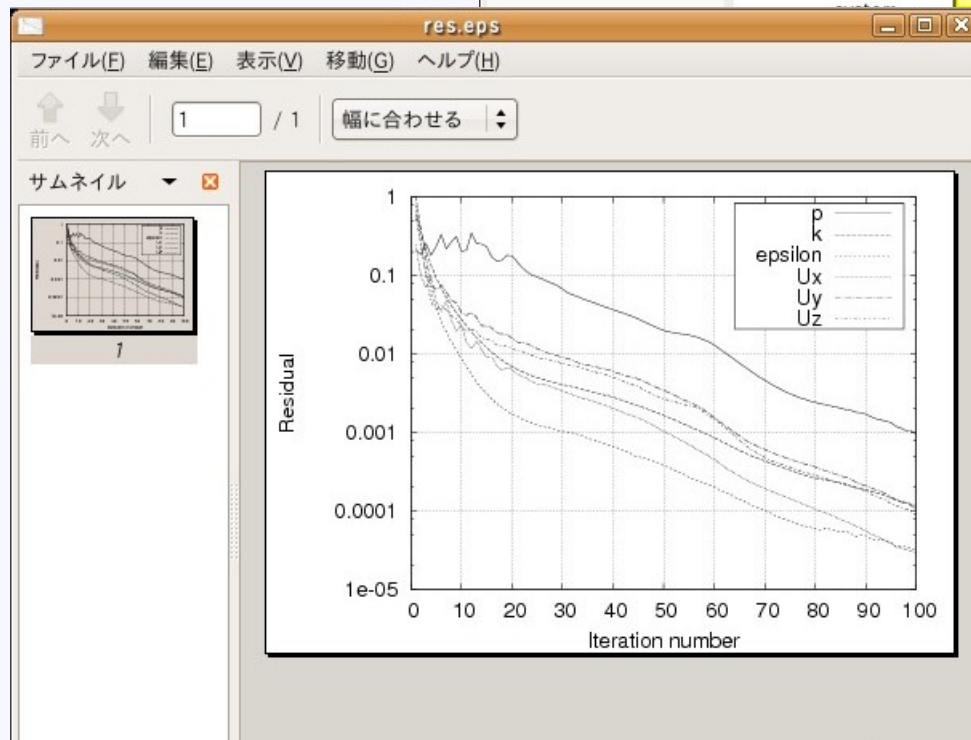 res.eps
ファイル(F) 編集(E) 表示(V) 移動(G) ヘルプ(H)
前へ 次へ 1 / 1 幅に合わせる
サムネイル
1
1
0.1
0.01
0.001
0.0001
1e-05
Residual
p
k
epsilon
Ux
Uy
Uz
0 10 20 30 40 50 60 70 80 90 100
Iteration number